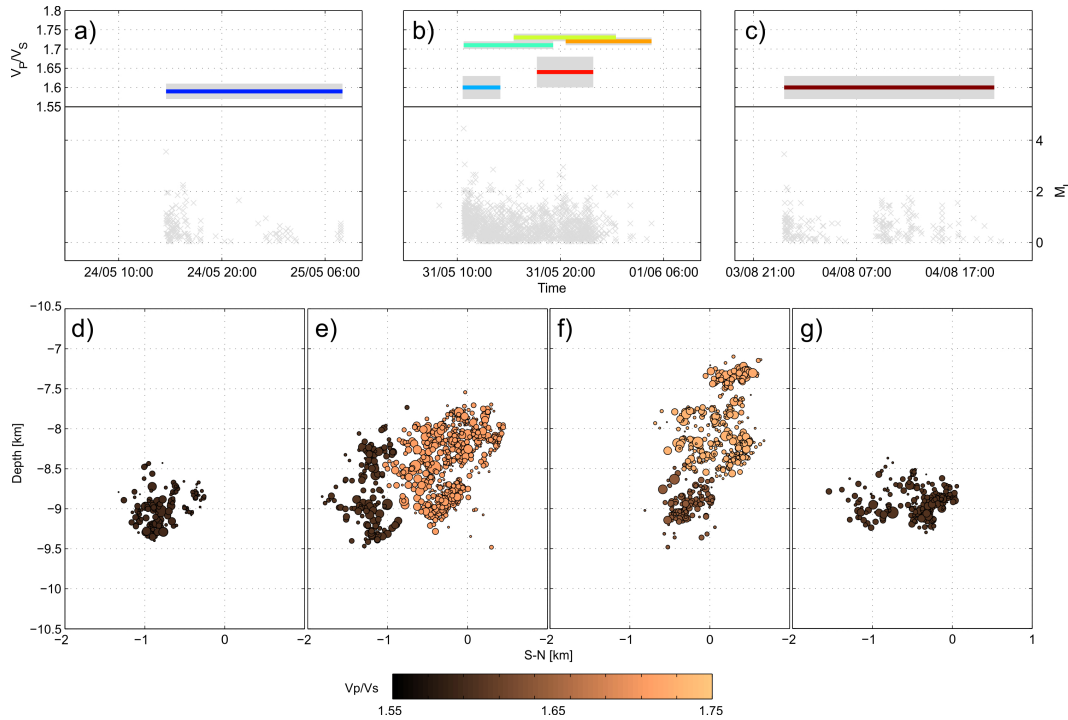 a) b) c)
1.8
1.75
1.7
1.65
1.6
1.55
VP/VS
4
2
0
Ml
24/05 10:00 24/05 20:00 25/05 06:00 31/05 10:00 31/05 20:00 01/06 06:00 03/08 21:00 04/08 07:00 04/08 17:00
Time
d) e) f) g)
−10.5
−7
−7.5
−8
−8.5
−9
−9.5
−10
−10.5
Depth [km]
−2 −1 0 −2 −1 0 −2 −1 0 −2 −1 0 1
S-N [km]
Vp/Vs
1.55 1.65 1.75